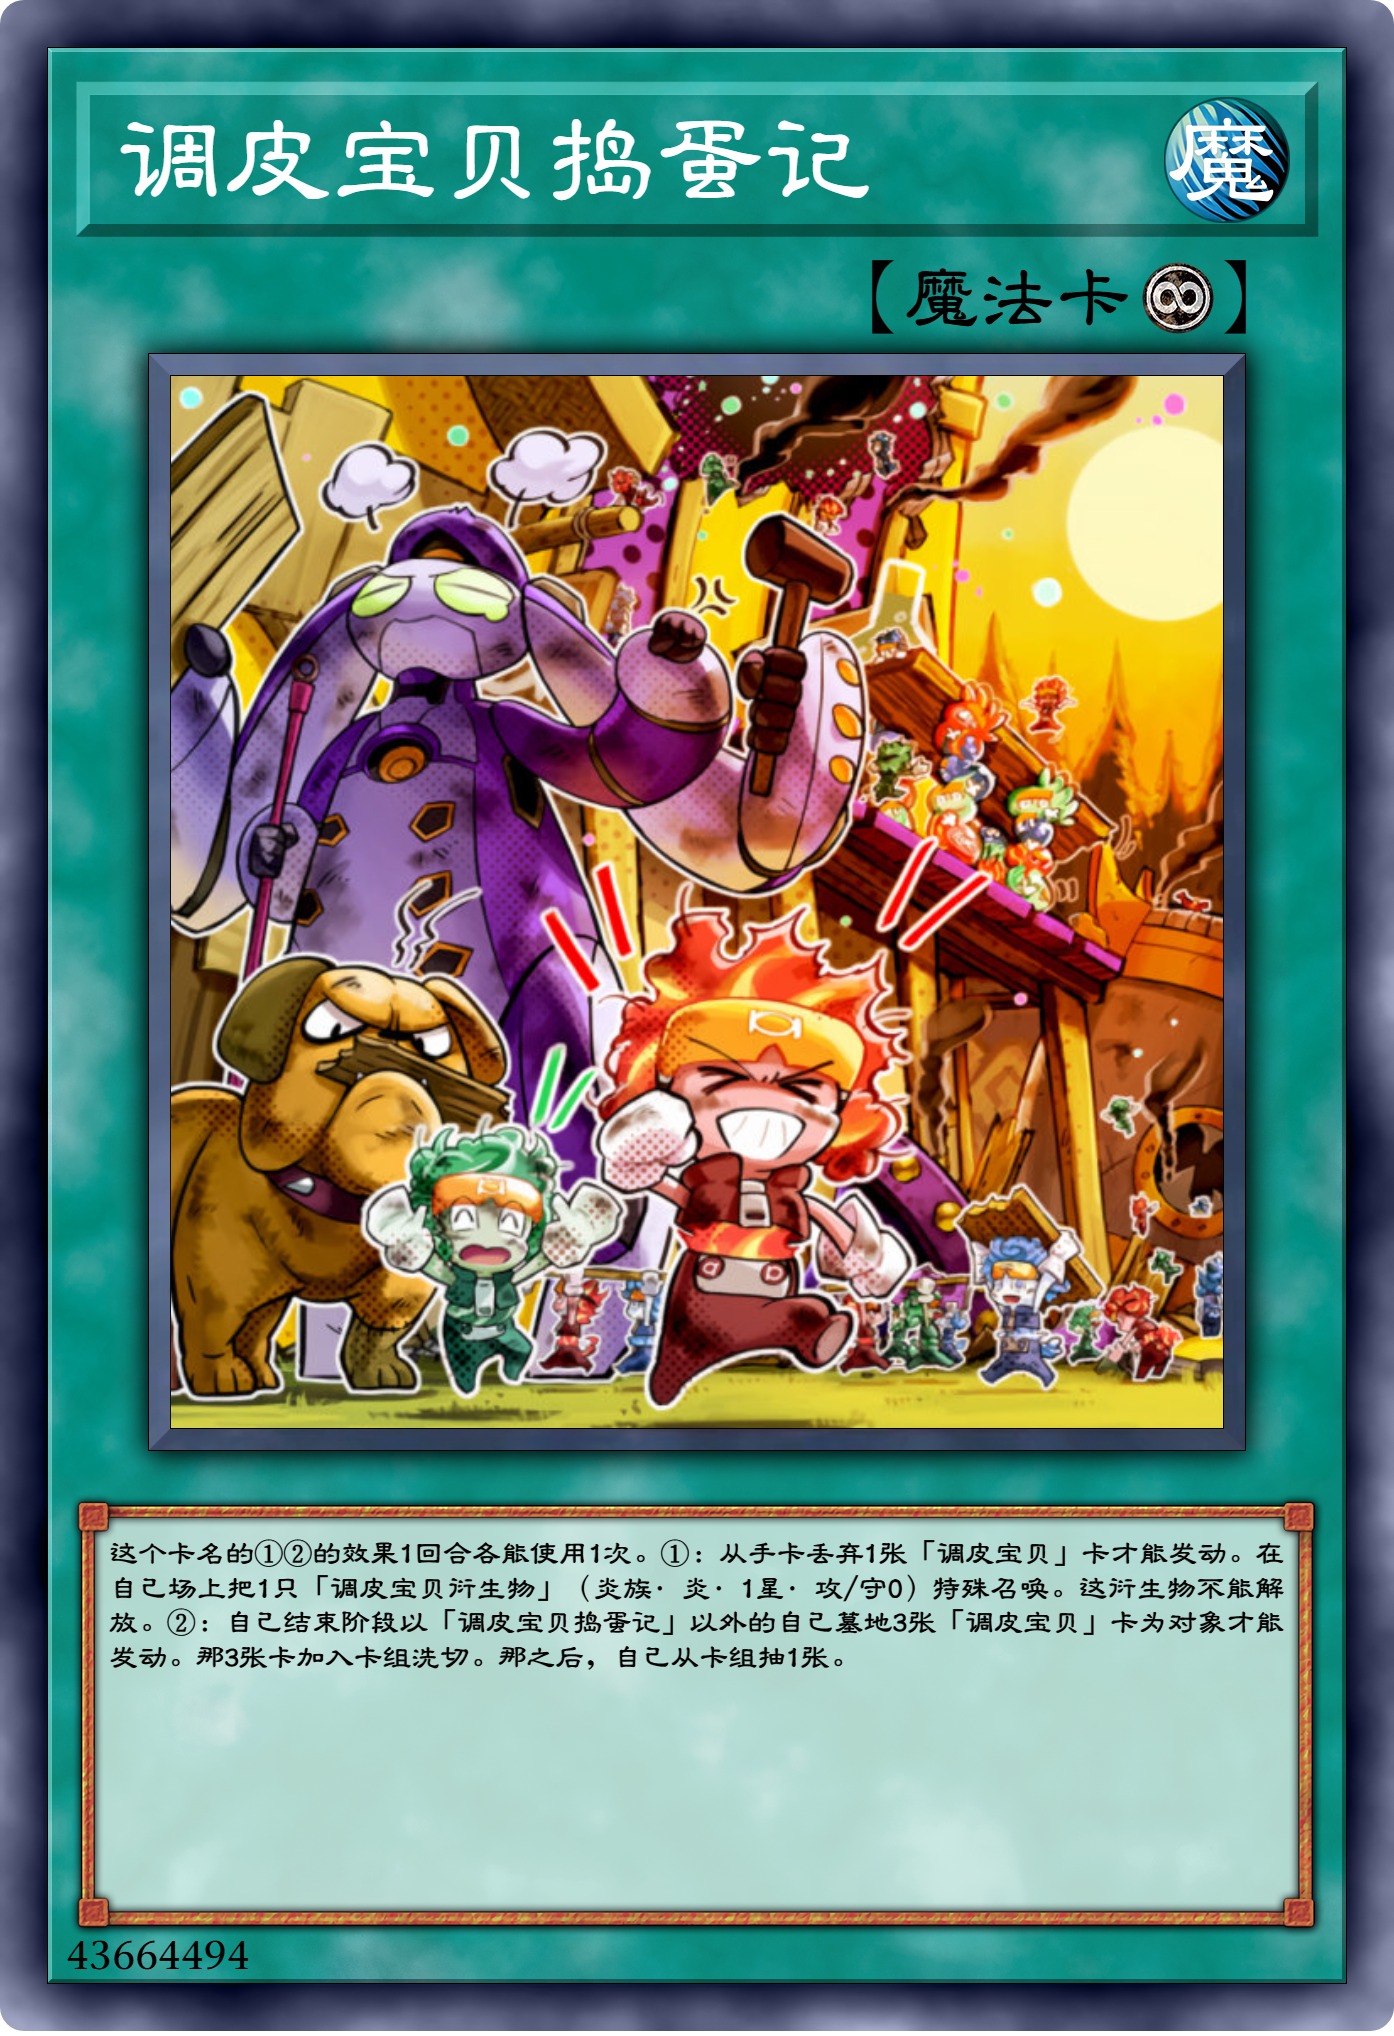 调皮宝贝捣蛋记
魔
【魔法卡∞】
这个卡名的①②的效果1回合各能使用1次。①：从手卡丢弃1张「调皮宝贝」卡才能发动。在
自己场上把1只「调皮宝贝衍生物」（炎族·炎·1星·攻/守0）特殊召唤。这衍生物不能解
放。②：自己结束阶段以「调皮宝贝捣蛋记」以外的自己墓地3张「调皮宝贝」卡为对象才能
发动。那3张卡加入卡组洗切。那之后，自己从卡组抽1张。
43664494